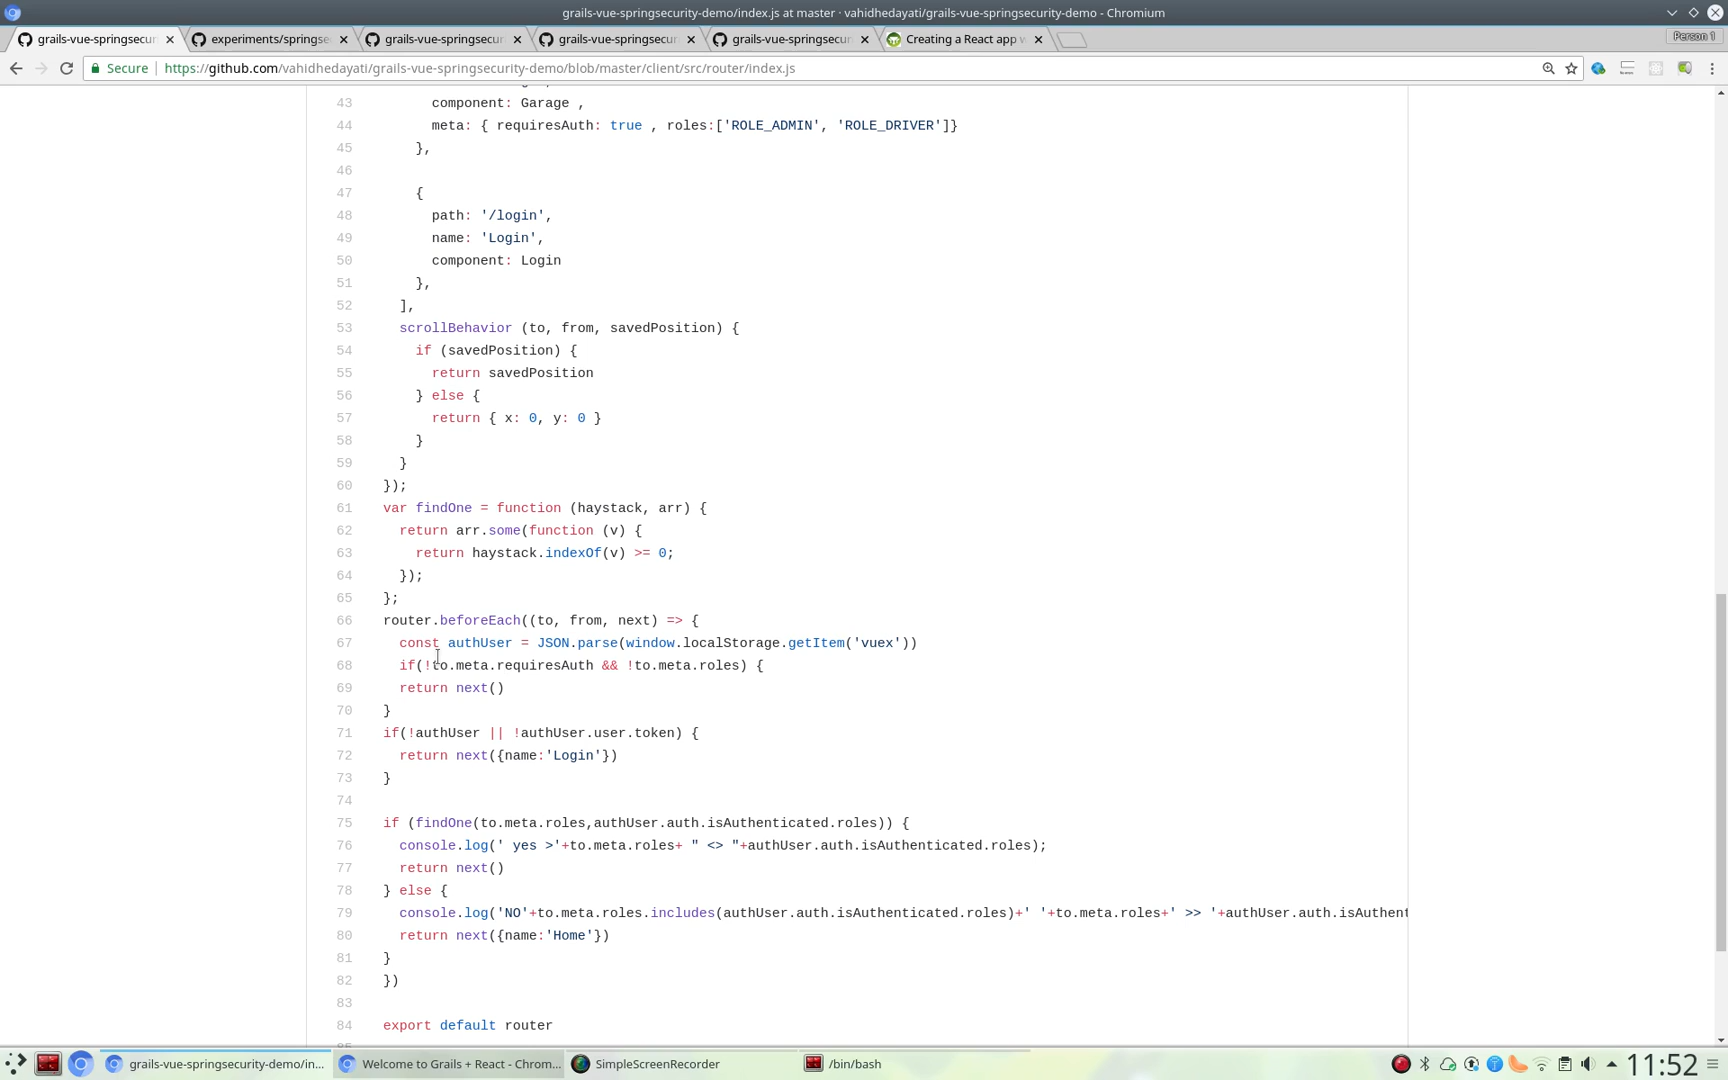 grails-vue-springsecurity-demo/index.js at master · vahidhedayati/grails-vue-springsecurity-demo - Chromium
grails-vue-springsecur
experiments/springse
grails-vue-springsecur
grails-vue-springsecuri
grails-vue-springsecuri
Creating a React app
Person 1
Secure
https://github.com/vahidhedayati/grails-vue-springsecurity-demo/blob/master/client/src/router/index.js
43 component: Garage ,
44 meta: { requiresAuth: true , roles:['ROLE_ADMIN', 'ROLE_DRIVER']}
45 },
46
47 {
48 path: '/login',
49 name: 'Login',
50 component: Login
51 },
52 ],
53 scrollBehavior (to, from, savedPosition) {
54 if (savedPosition) {
55 return savedPosition
56 } else {
57 return { x: 0, y: 0 }
58 }
59 }
60 });
61 var findOne = function (haystack, arr) {
62 return arr.some(function (v) {
63 return haystack.indexOf(v) >= 0;
64 });
65 };
66 router.beforeEach((to, from, next) => {
67 const authUser = JSON.parse(window.localStorage.getItem('vuex'))
68 if(!to.meta.requiresAuth && !to.meta.roles) {
69 return next()
70 }
71 if(!authUser || !authUser.user.token) {
72 return next({name:'Login'})
73 }
74
75 if (findOne(to.meta.roles,authUser.auth.isAuthenticated.roles)) {
76 console.log(' yes >'+to.meta.roles+ " <> "+authUser.auth.isAuthenticated.roles);
77 return next()
78 } else {
79 console.log('NO'+to.meta.roles.includes(authUser.auth.isAuthenticated.roles)+' '+to.meta.roles+' >> '+authUser.auth.isAuthent
80 return next({name:'Home'})
81 }
82 })
83
84 export default router
grails-vue-springsecurity-demo/in...
Welcome to Grails + React - Chrom...
SimpleScreenRecorder
/bin/bash
11:52